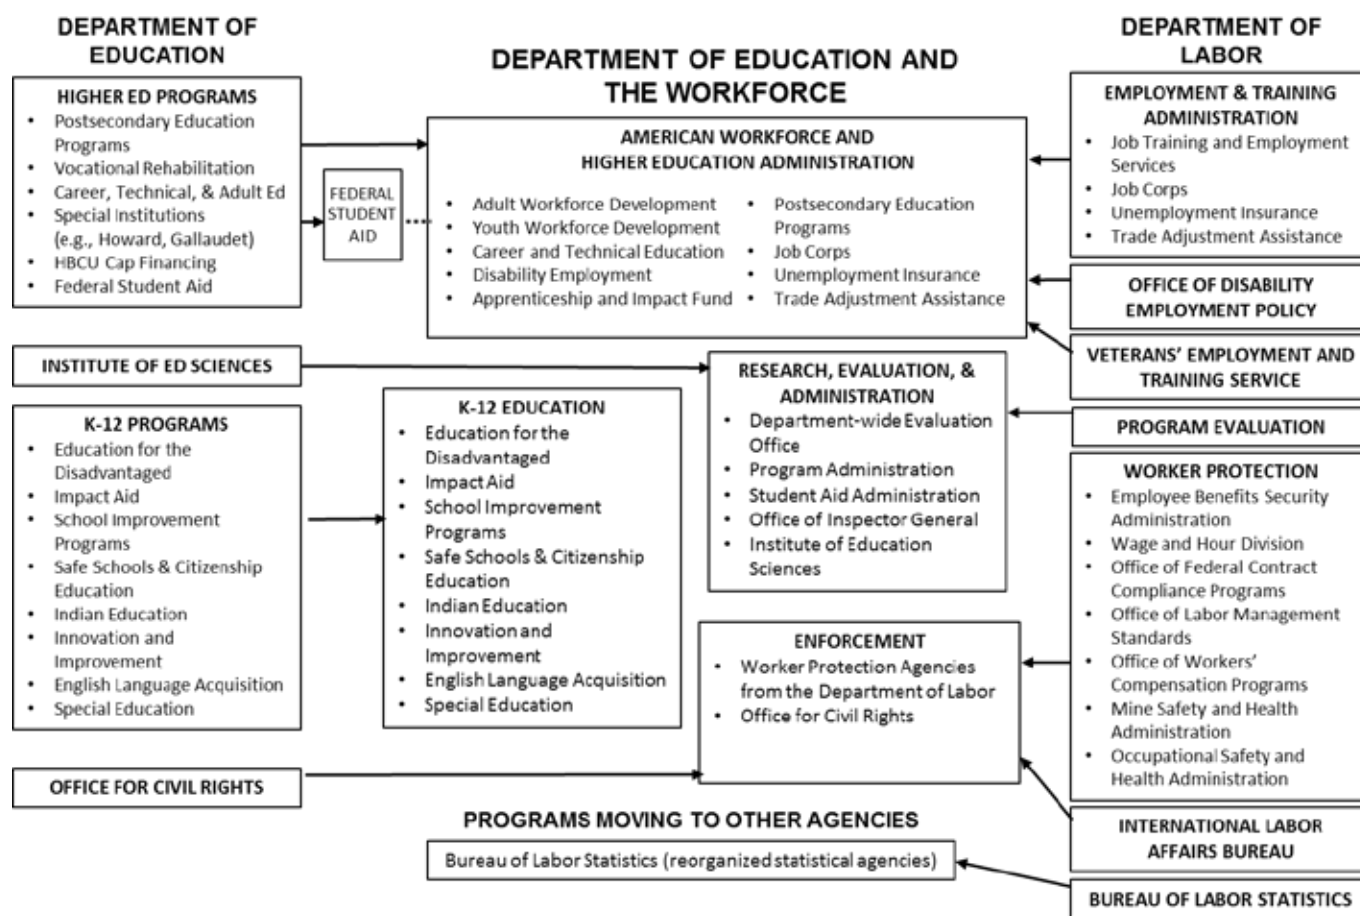 DEPARTMENT OF
EDUCATION
HIGHER ED PROGRAMS
• Postsecondary Education
Programs
• Vocational Rehabilitation
• Career, Technical, & Adult Ed
• Special Institutions
(e.g., Howard, Gallaudet)
• HBCU Cap Financing
• Federal Student Aid
FEDERAL
STUDENT
AID
INSTITUTE OF ED SCIENCES
K-12 PROGRAMS
• Education for the
Disadvantaged
• Impact Aid
• School Improvement
Programs
• Safe Schools & Citizenship
Education
• Indian Education
• Innovation and
Improvement
• English Language Acquisition
• Special Education
OFFICE FOR CIVIL RIGHTS
DEPARTMENT OF EDUCATION AND
THE WORKFORCE
AMERICAN WORKFORCE AND
HIGHER EDUCATION ADMINISTRATION
• Adult Workforce Development
• Youth Workforce Development
• Career and Technical Education
• Disability Employment
• Apprenticeship and Impact Fund
• Postsecondary Education
Programs
• Job Corps
• Unemployment Insurance
• Trade Adjustment Assistance
K-12 EDUCATION
• Education for the
Disadvantaged
• Impact Aid
• School Improvement
Programs
• Safe Schools & Citizenship
Education
• Indian Education
• Innovation and
Improvement
• English Language Acquisition
• Special Education
RESEARCH, EVALUATION, &
ADMINISTRATION
• Department-wide Evaluation
Office
• Program Administration
• Student Aid Administration
• Office of Inspector General
• Institute of Education
Sciences
ENFORCEMENT
• Worker Protection Agencies
from the Department of Labor
• Office for Civil Rights
PROGRAMS MOVING TO OTHER AGENCIES
Bureau of Labor Statistics (reorganized statistical agencies)
DEPARTMENT OF
LABOR
EMPLOYMENT & TRAINING
ADMINISTRATION
• Job Training and Employment
Services
• Job Corps
• Unemployment Insurance
• Trade Adjustment Assistance
OFFICE OF DISABILITY
EMPLOYMENT POLICY
VETERANS' EMPLOYMENT AND
TRAINING SERVICE
PROGRAM EVALUATION
WORKER PROTECTION
• Employee Benefits Security
Administration
• Wage and Hour Division
• Office of Federal Contract
Compliance Programs
• Office of Labor Management
Standards
• Office of Workers'
Compensation Programs
• Mine Safety and Health
Administration
• Occupational Safety and
Health Administration
INTERNATIONAL LABOR
AFFAIRS BUREAU
BUREAU OF LABOR STATISTICS